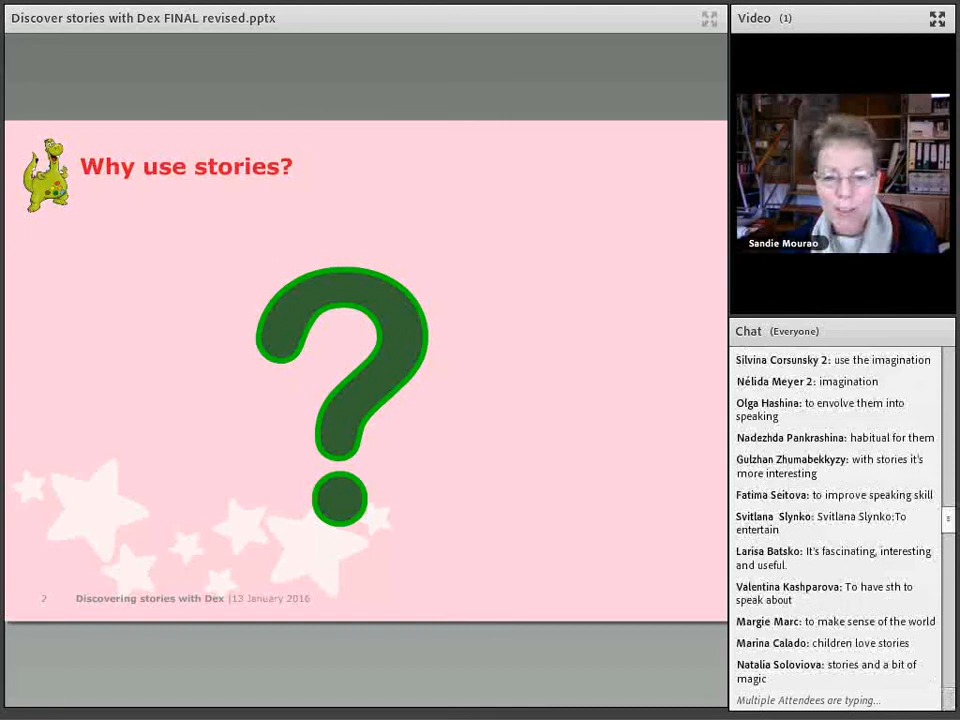 Discover stories with Dex FINAL revised.pptx
Why use stories?
?
2 Discovering stories with Dex |13 January 2016
Video (1)
Sandie Mourao
Chat (Everyone)
Silvina Corsunsky 2: use the imagination
Nélida Meyer 2: imagination
Olga Hashina: to envolve them into
speaking
Nadezhda Pankrashina: habitual for them
Gulzhan Zhumabekkyzy: with stories it's
more interesting
Fatima Seitova: to improve speaking skill
Svitlana Slynko: Svitlana Slynko:To
entertain
Larisa Batsko: It's fascinating, interesting
and useful.
Valentina Kashparova: To have sth to
speak about
Margie Marc: to make sense of the world
Marina Calado: children love stories
Natalia Soloviova: stories and a bit of
magic
Multiple Attendees are typing...